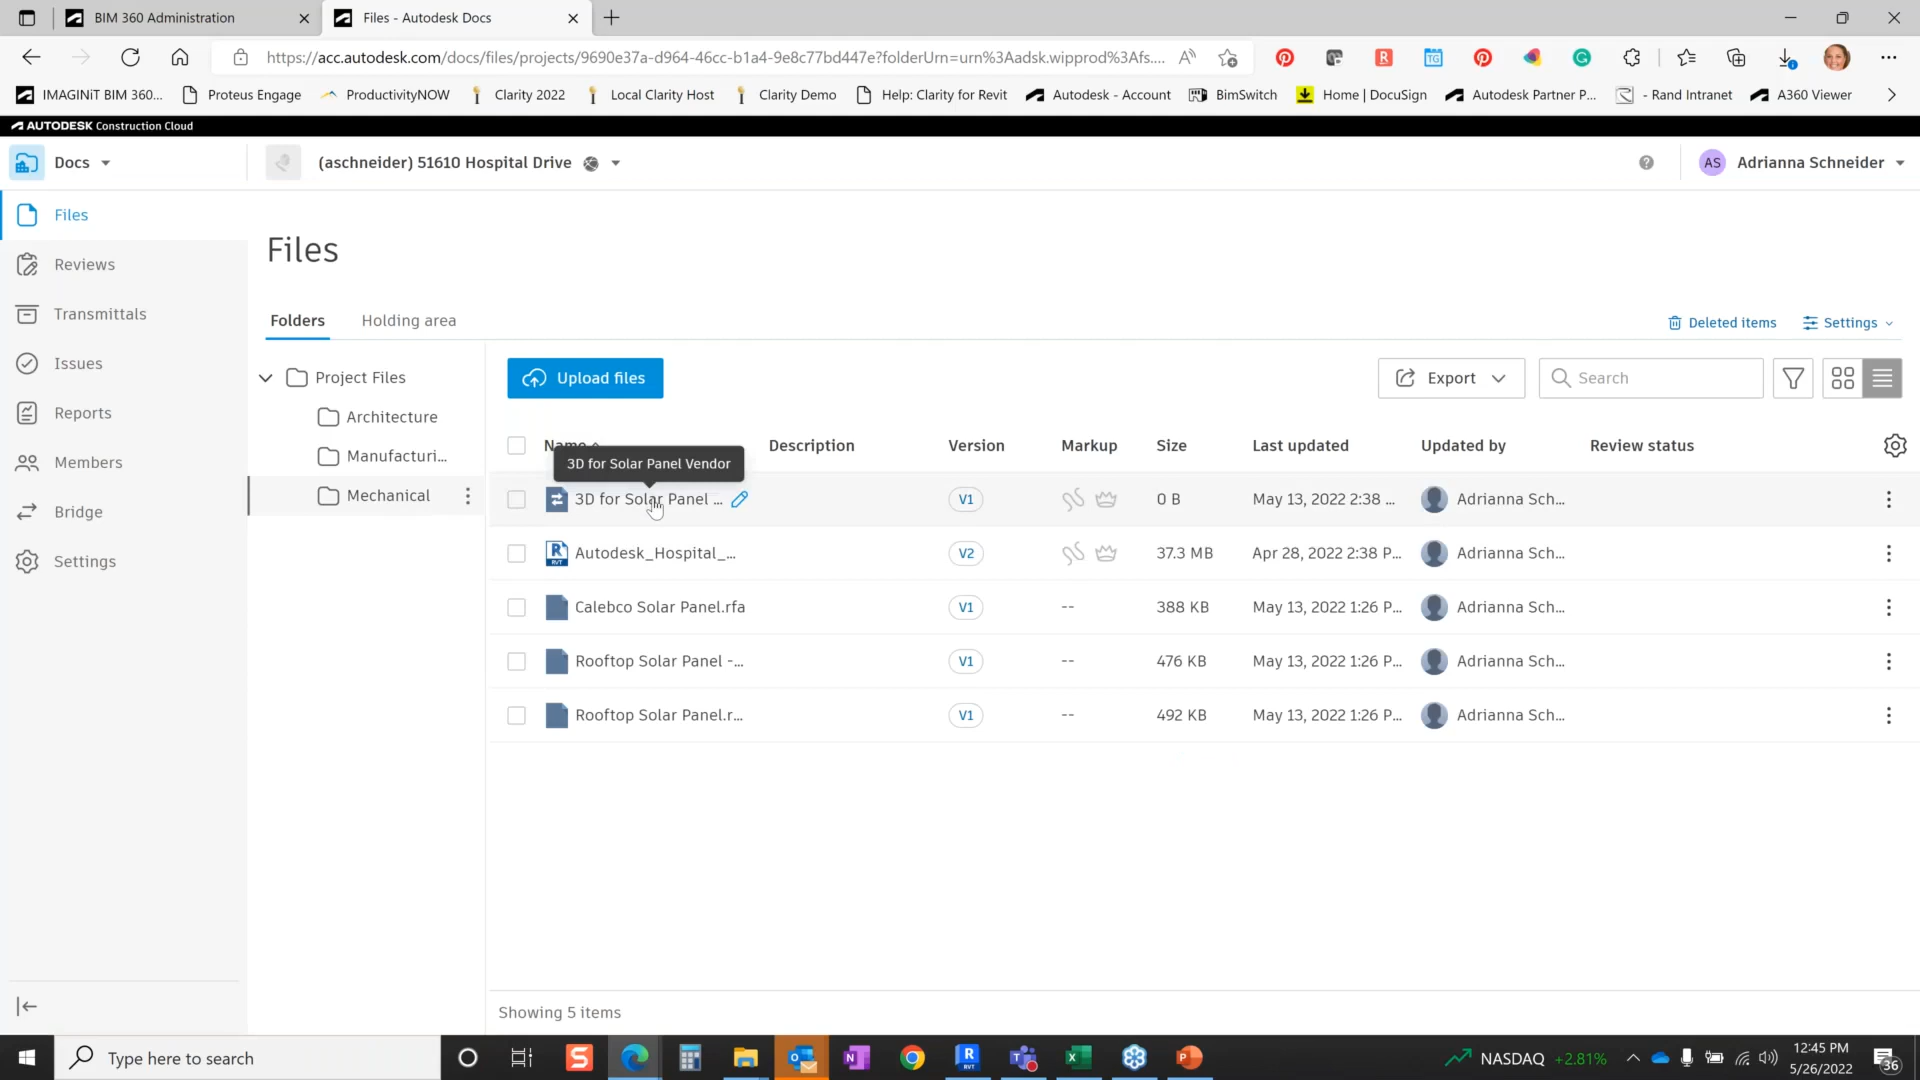 BIM 360 Administration
Files - Autodesk Docs
https://acc.autodesk.com/docs/files/projects/9690e37a-d964-46cc-b1a4-9e8c77bd447e?folderUrn=urn%3Aadsk.wipprod%3Afs....
IMAGINiT BIM 360...
Proteus Engage
ProductivityNOW
Clarity 2022
Local Clarity Host
Clarity Demo
Help: Clarity for Revit
Autodesk - Account
BimSwitch
Home | DocuSign
Autodesk Partner P...
- Rand Intranet
A360 Viewer
AUTODESK Construction Cloud
Docs
(aschneider) 51610 Hospital Drive
AS
Adrianna Schneider
Files
Reviews
Transmittals
Issues
Reports
Members
Bridge
Settings
Files
Folders
Holding area
Deleted items
Settings
Project Files
Architecture
Manufacturi...
Mechanical
Upload files
Export
Search
Name Description Version Markup Size Last updated Updated by Review status
3D for Solar Panel Vendor
3D for Solar Panel ... V1 0 B May 13, 2022 2:38 ... Adrianna Sch...
Autodesk_Hospital_... V2 37.3 MB Apr 28, 2022 2:38 P... Adrianna Sch...
Calebco Solar Panel.rfa V1 -- 388 KB May 13, 2022 1:26 P... Adrianna Sch...
Rooftop Solar Panel -... V1 -- 476 KB May 13, 2022 1:26 P... Adrianna Sch...
Rooftop Solar Panel.r... V1 -- 492 KB May 13, 2022 1:26 P... Adrianna Sch...
Showing 5 items
Type here to search
NASDAQ +2.81%
12:45 PM
5/26/2022
36